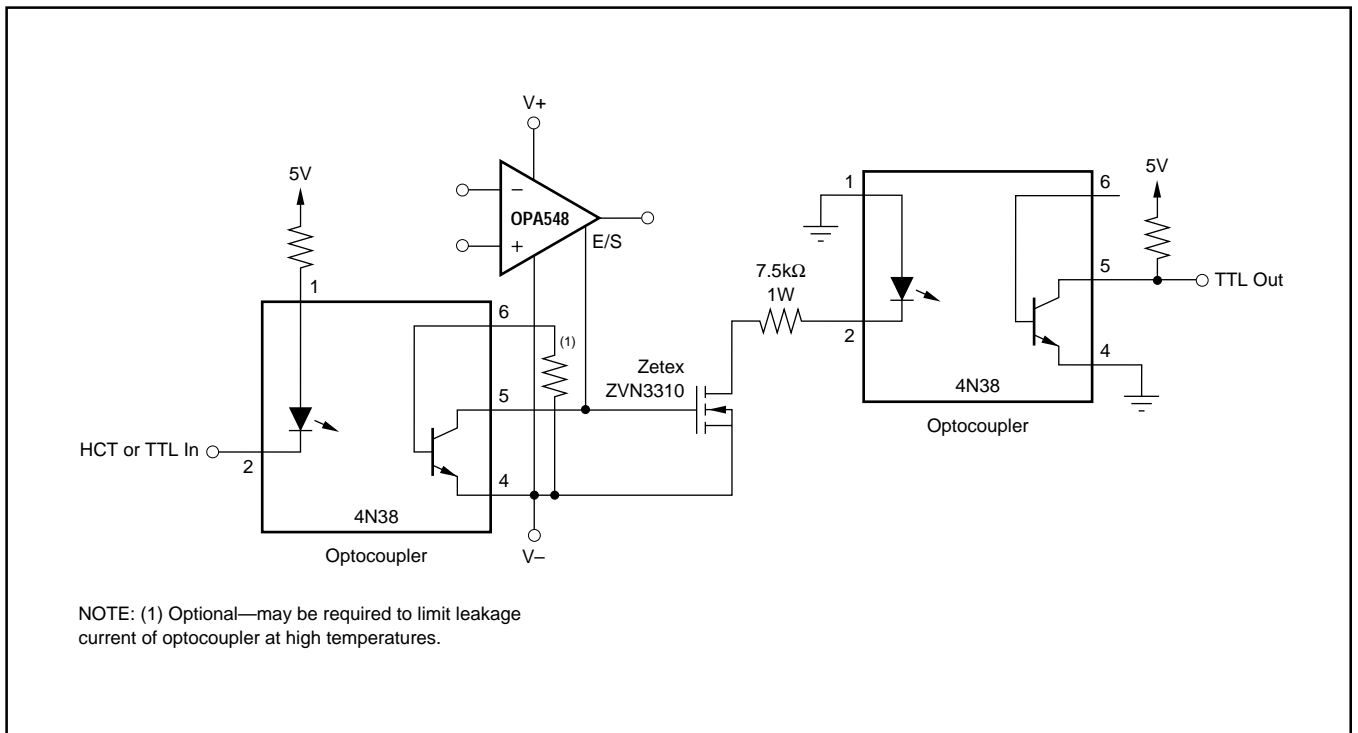 V+
5V
−
OPA548
+
E/S
1
6
(1)
5
4
2
HCT or TTL In
4N38
Optocoupler
V–
Zetex
ZVN3310
7.5kΩ
1W
1
2
6
5V
5
TTL Out
4
4N38
Optocoupler
NOTE: (1) Optional—may be required to limit leakage
current of optocoupler at high temperatures.